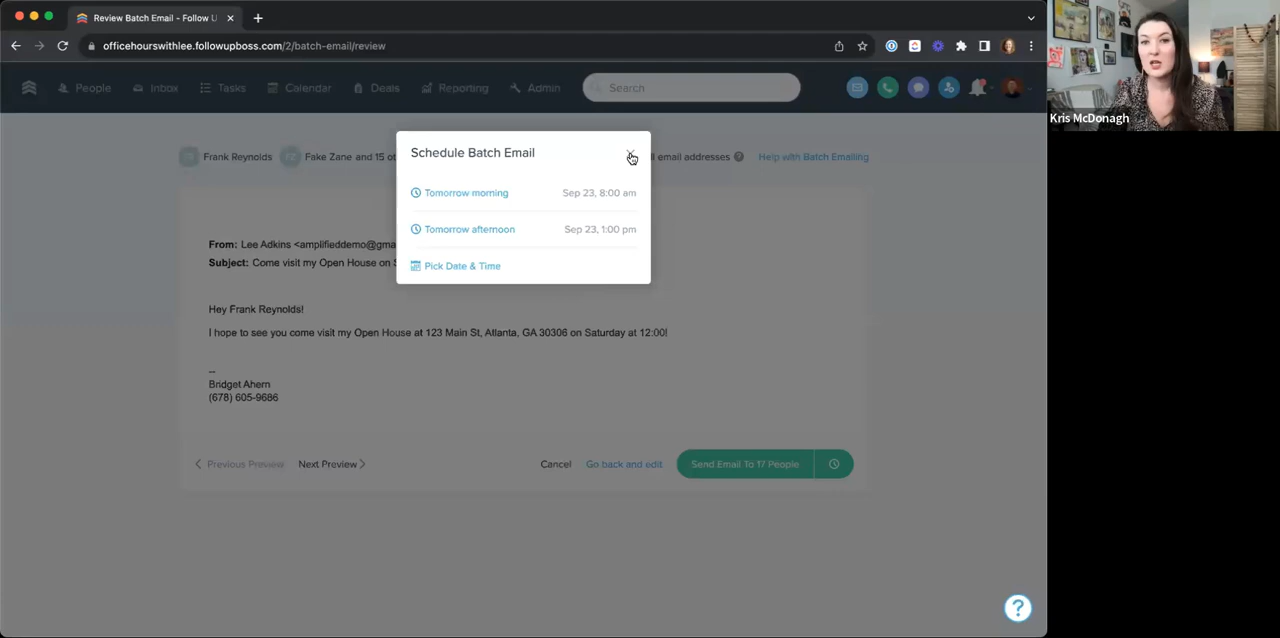 Review Batch Email - Follow U
officehourswithlee.followupboss.com/2/batch-email/review
People
Inbox
Tasks
Calendar
Deals
Reporting
Admin
Search
Kris McDonagh
Frank Reynolds
Fake Zane and 15 ot
l email addresses
Help with Batch Emailing
Schedule Batch Email
Tomorrow morning Sep 23, 8:00 am
Tomorrow afternoon Sep 23, 1:00 pm
Pick Date & Time
From: Lee Adkins <amplifieddemo@gma
Subject: Come visit my Open House on S
Hey Frank Reynolds!
I hope to see you come visit my Open House at 123 Main St, Atlanta, GA 30306 on Saturday at 12:00!
--
Bridget Ahern
(678) 605-9686
Previous Preview Next Preview Cancel Go back and edit Send Email To 17 People
?